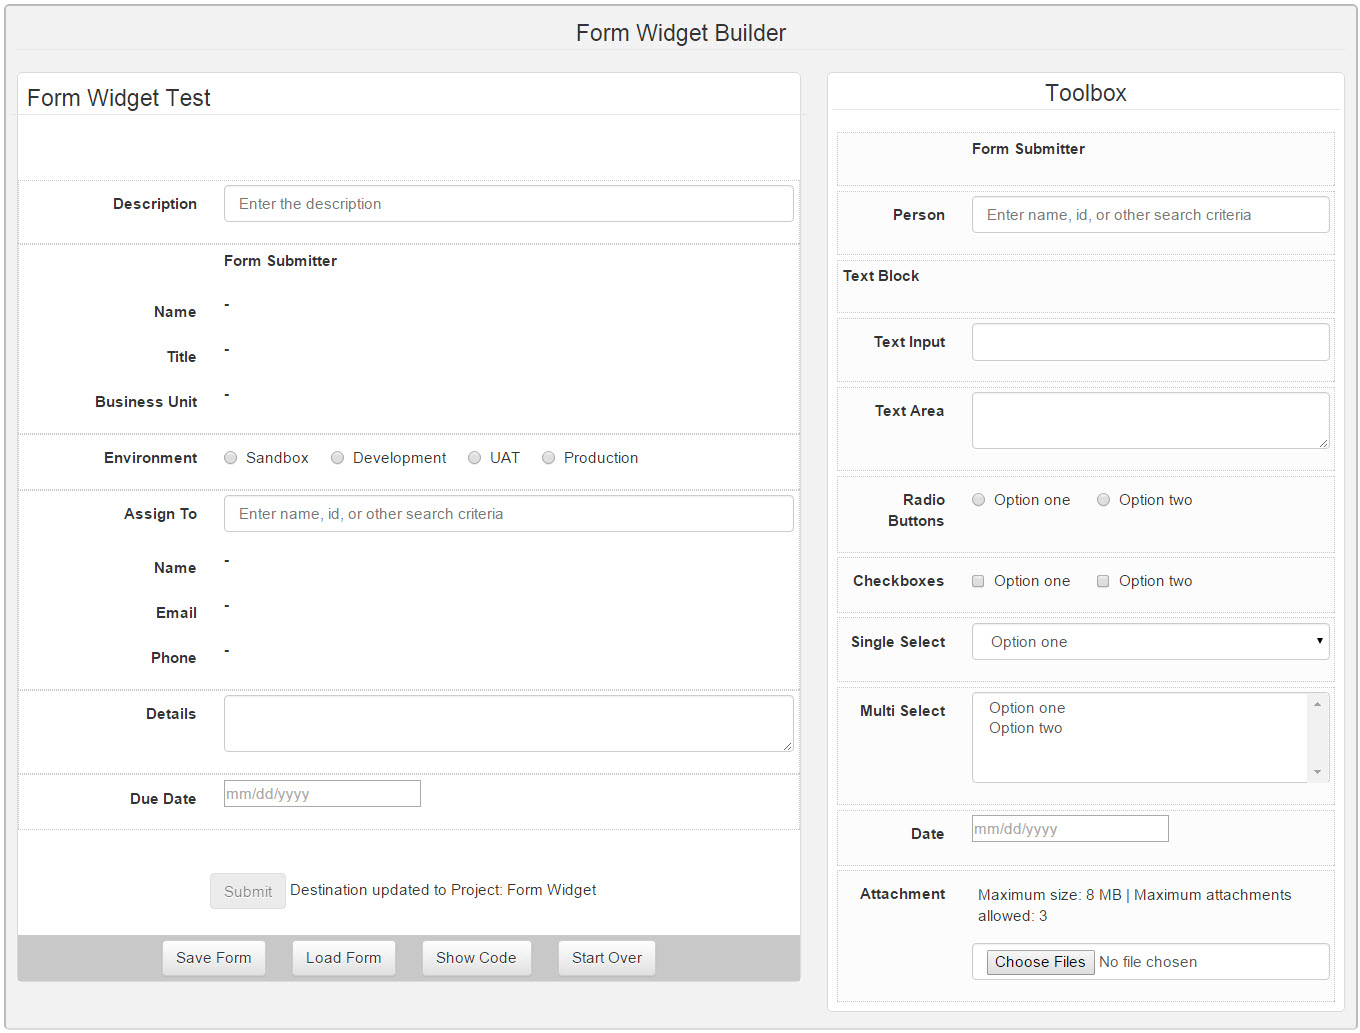 Form Widget Builder
Form Widget Test
Description Enter the description
Form Submitter
Name -
Title -
Business Unit -
Environment Sandbox Development UAT Production
Assign To Enter name, id, or other search criteria
Name -
Email -
Phone -
Details
Due Date mm/dd/yyyy
Submit Destination updated to Project: Form Widget
Save Form Load Form Show Code Start Over
Toolbox
Form Submitter
Person Enter name, id, or other search criteria
Text Block
Text Input
Text Area
Radio Option one Option two
Buttons
Checkboxes Option one Option two
Single Select Option one
Multi Select Option one
Option two
Date mm/dd/yyyy
Attachment Maximum size: 8 MB | Maximum attachments
allowed: 3
Choose Files No file chosen